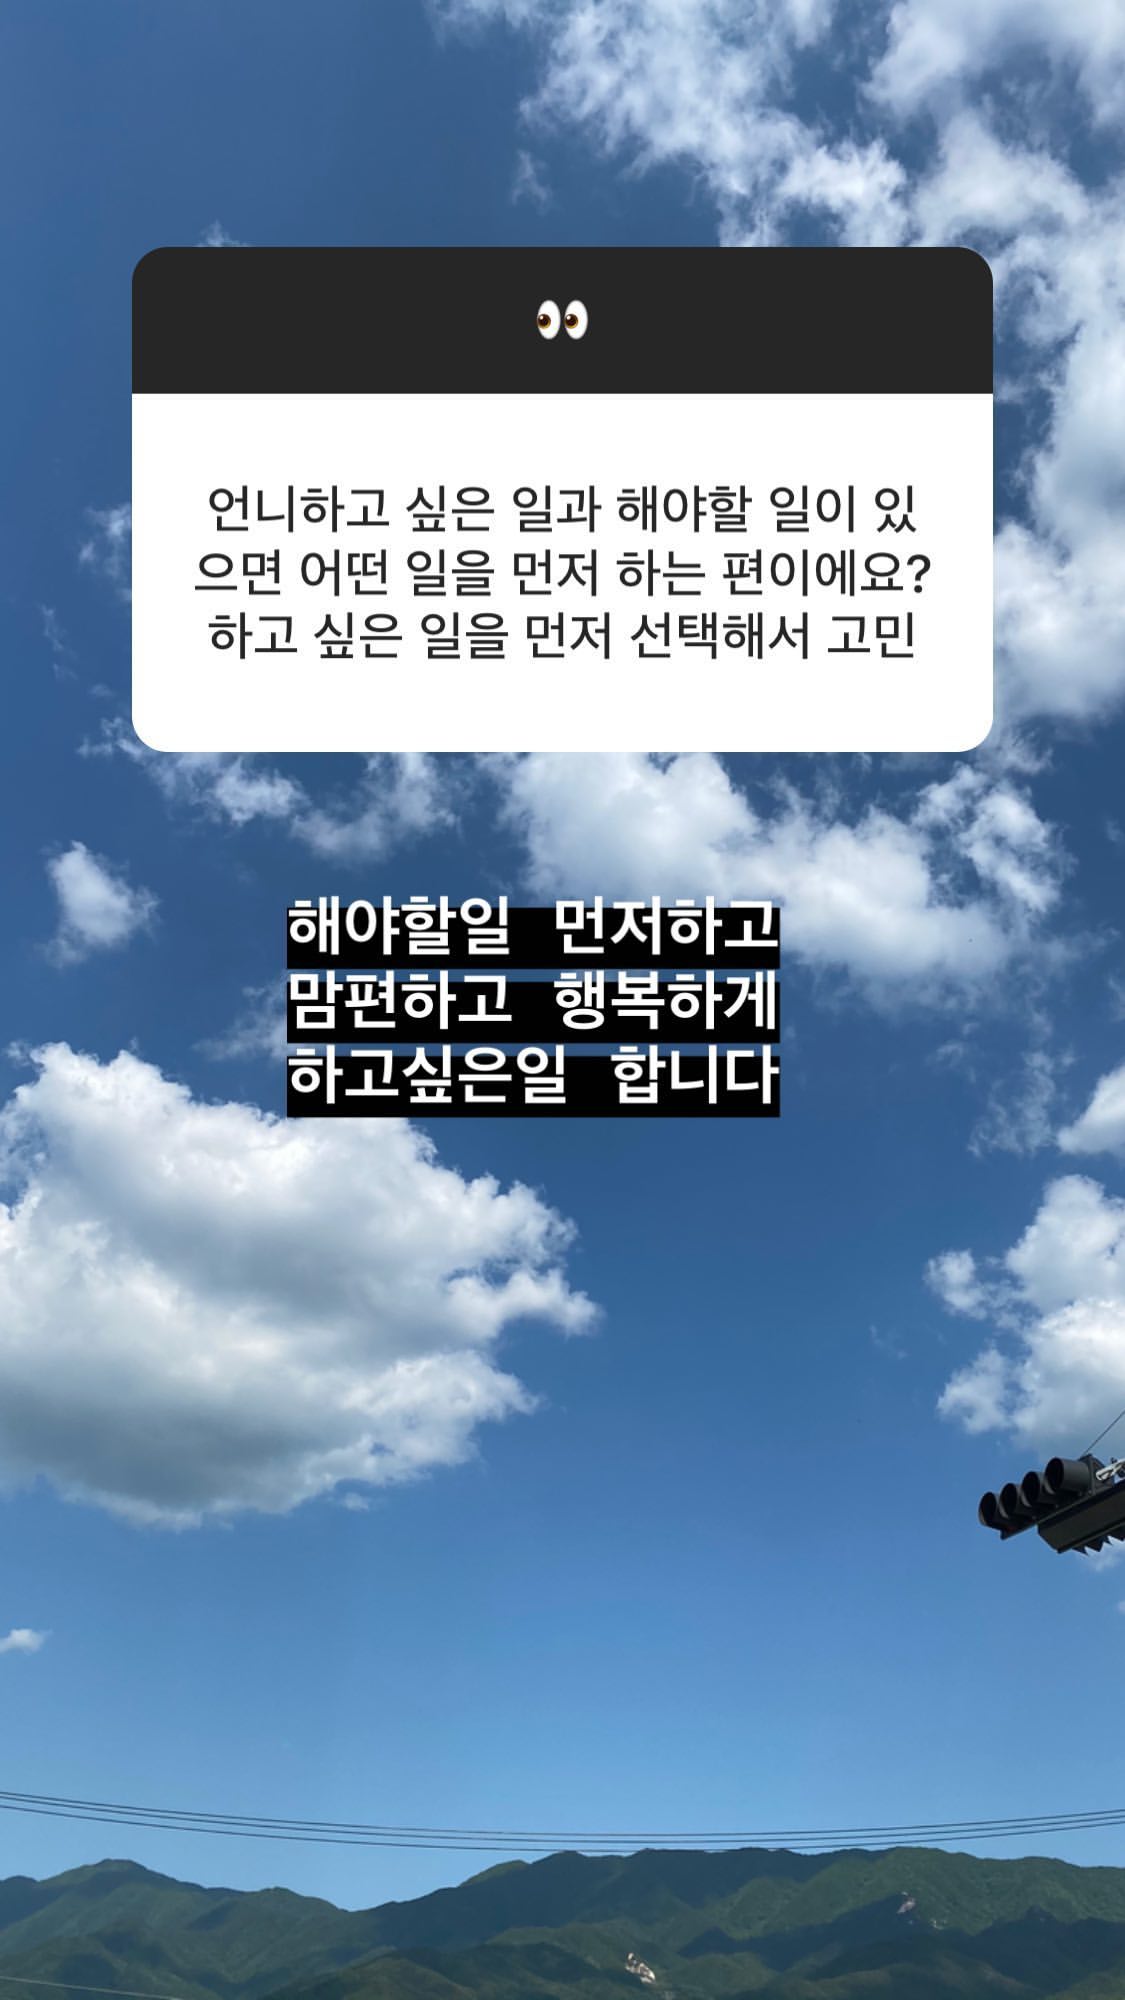 👀
언니하고 싶은 일과 해야할 일이 있
으면 어떤 일을 먼저 하는 편이에요?
하고 싶은 일을 먼저 선택해서 고민
해야할일 먼저하고
맘편하고 행복하게
하고싶은일 합니다